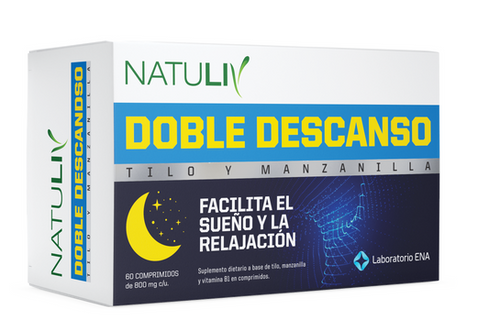 NATULIV
DOBLE DESCANSO
TILO Y MANZANILLA
FACILITA EL
SUEÑO Y LA
RELAJACIÓN
60 COMPRIMIDOS
de 800 mg c/u.
Suplemento dietario a base de tilo, manzanilla
y vitamina B1 en comprimidos.
Laboratorio ENA
NATULIV
DOBLE DESCANDSO
TILO Y MANZANILLA